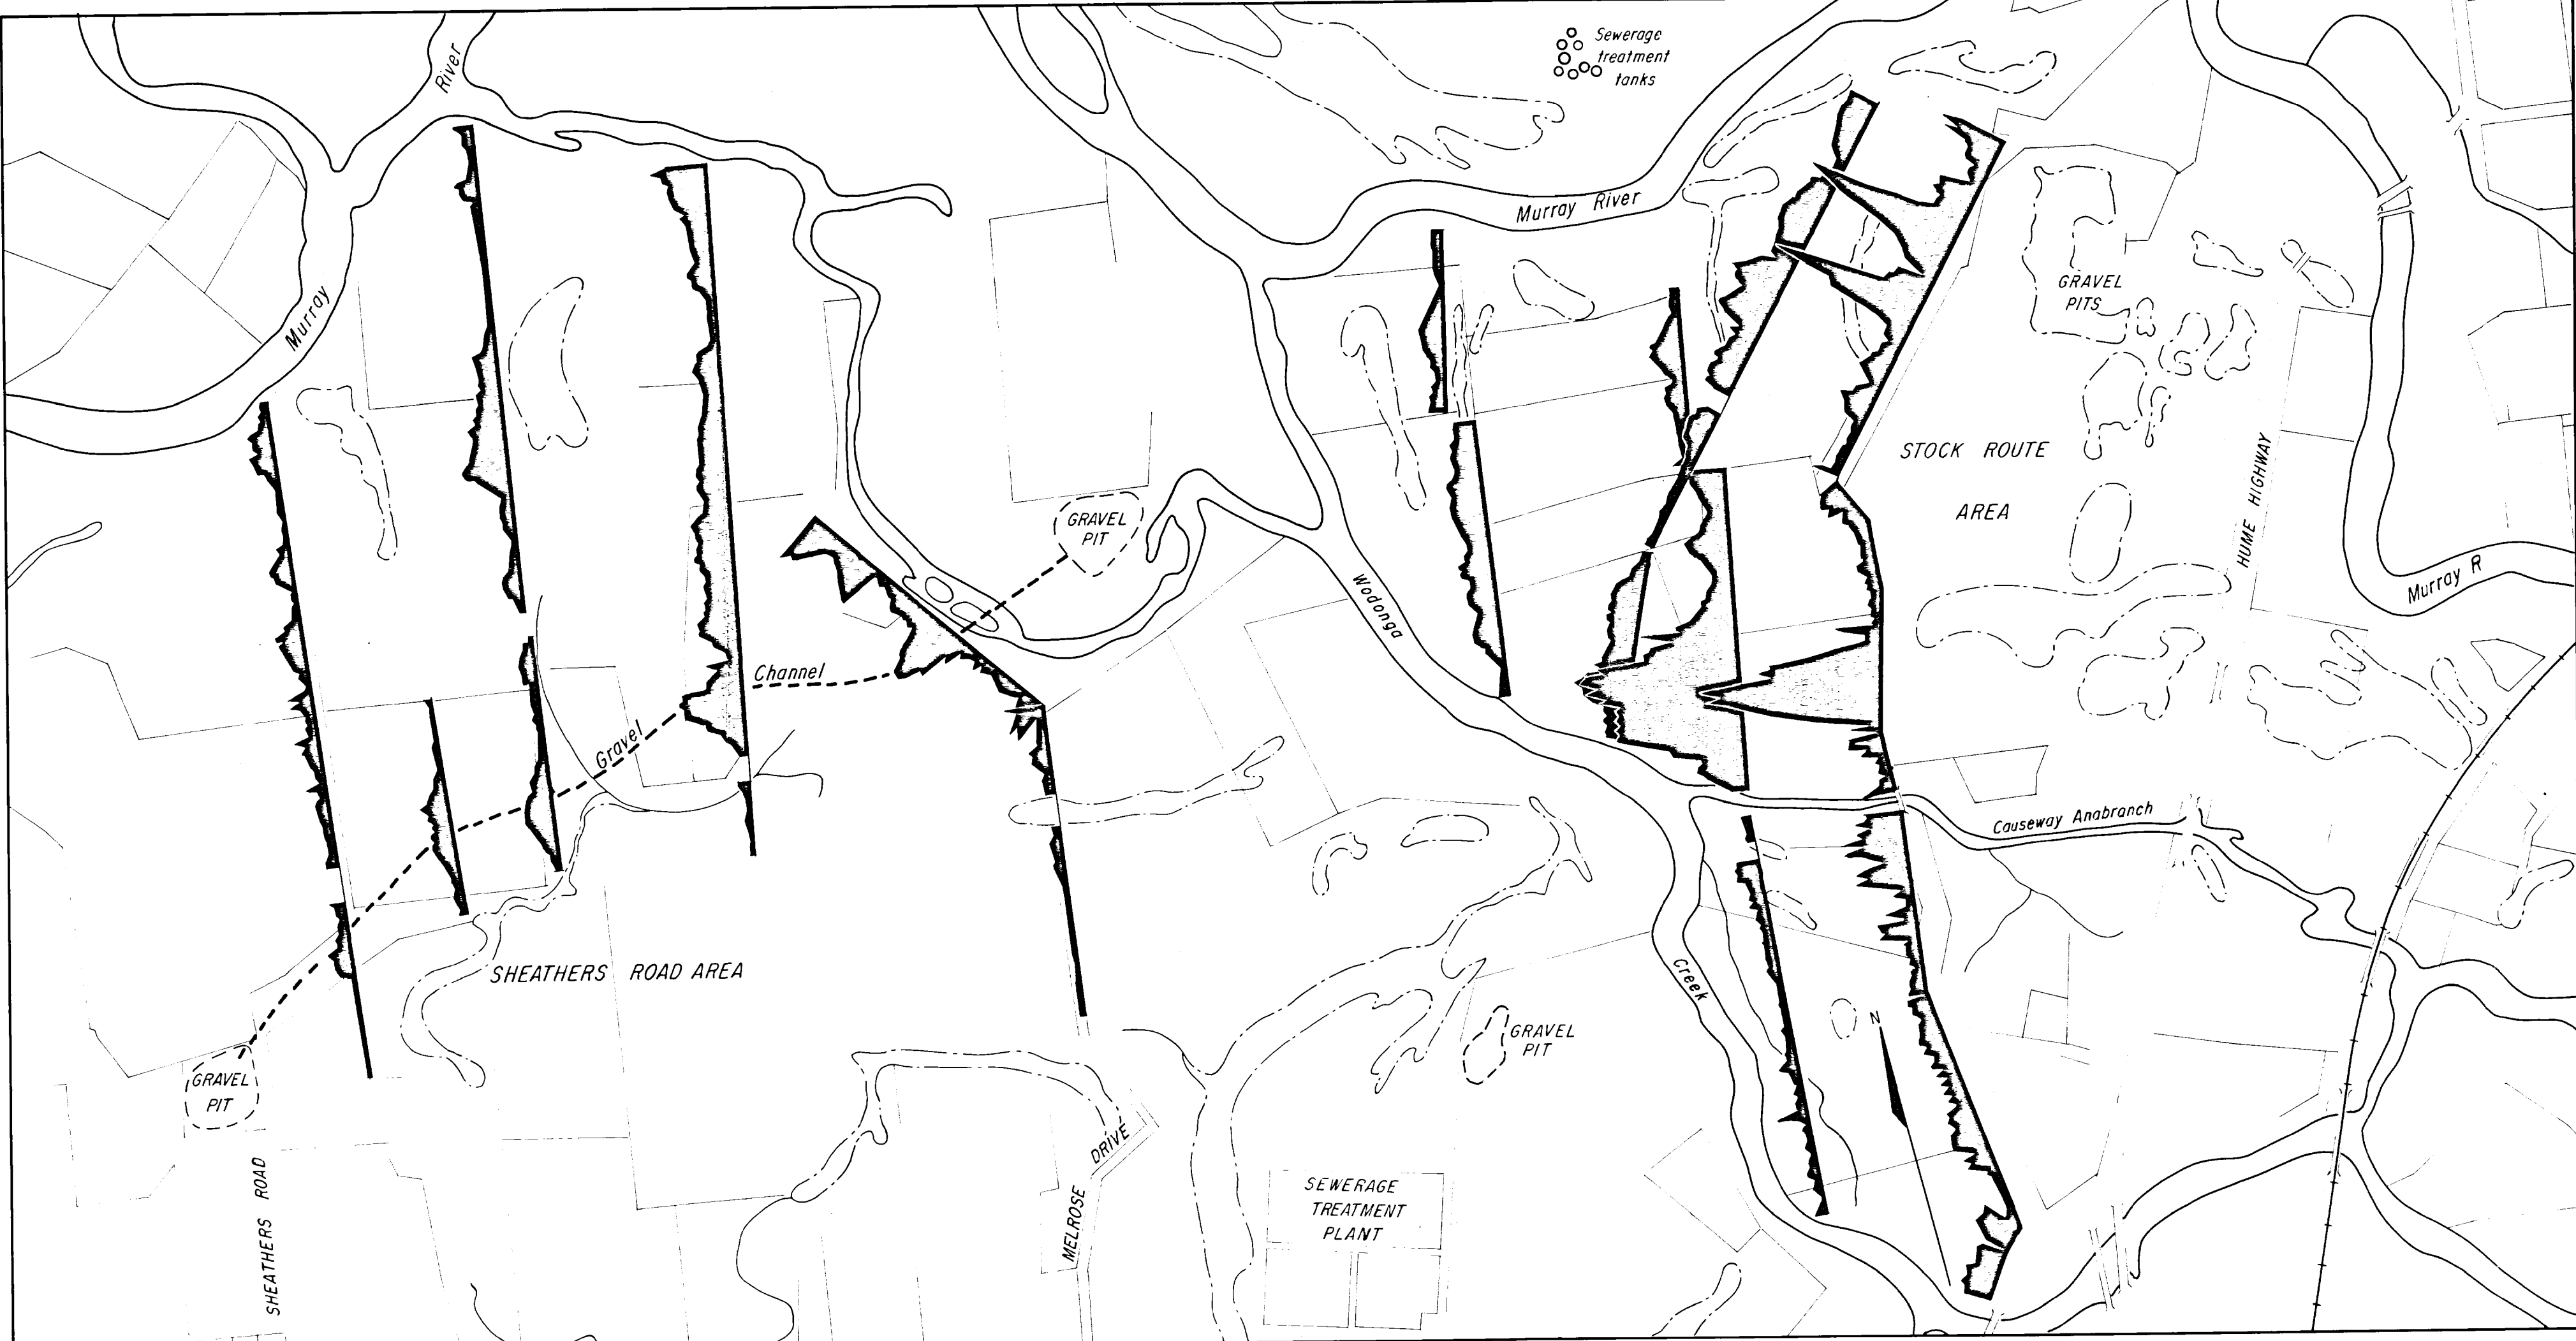 Sewerage
treatment
tanks
River
Murray River
Murray
GRAVEL
PITS
STOCK ROUTE
AREA
HUME HIGHWAY
GRAVEL
PIT
Murray R
Wodonga
Channel
Gravel
Causeway Anabranch
SHEATHERS ROAD AREA
Creek
N
GRAVEL
PIT
GRAVEL
PIT
DRIVE
MELROSE
SHEATHERS ROAD
SEWERAGE
TREATMENT
PLANT